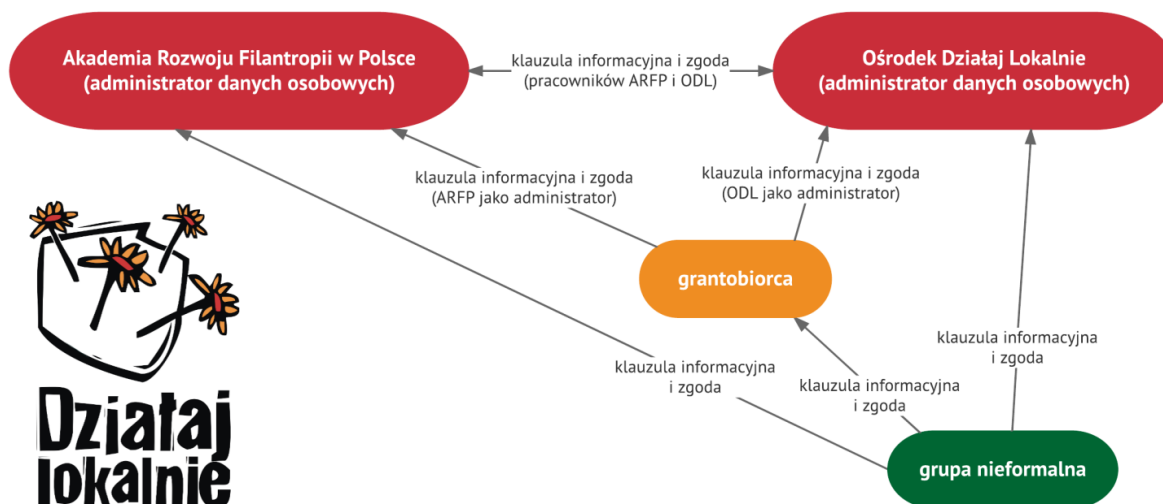 Akademia Rozwoju Filantropii w Polsce
(administrator danych osobowych)
klauzula informacyjna i zgoda
(pracowników ARFP i ODL)
Ośrodek Działaj Lokalnie
(administrator danych osobowych)
klauzula informacyjna i zgoda
(ARFP jako administrator)
klauzula informacyjna i zgoda
(ODL jako administrator)
grantobiorca
klauzula informacyjna
i zgoda
klauzula informacyjna
i zgoda
klauzula informacyjna
i zgoda
grupa nieformalna
Działaj
lokalnie